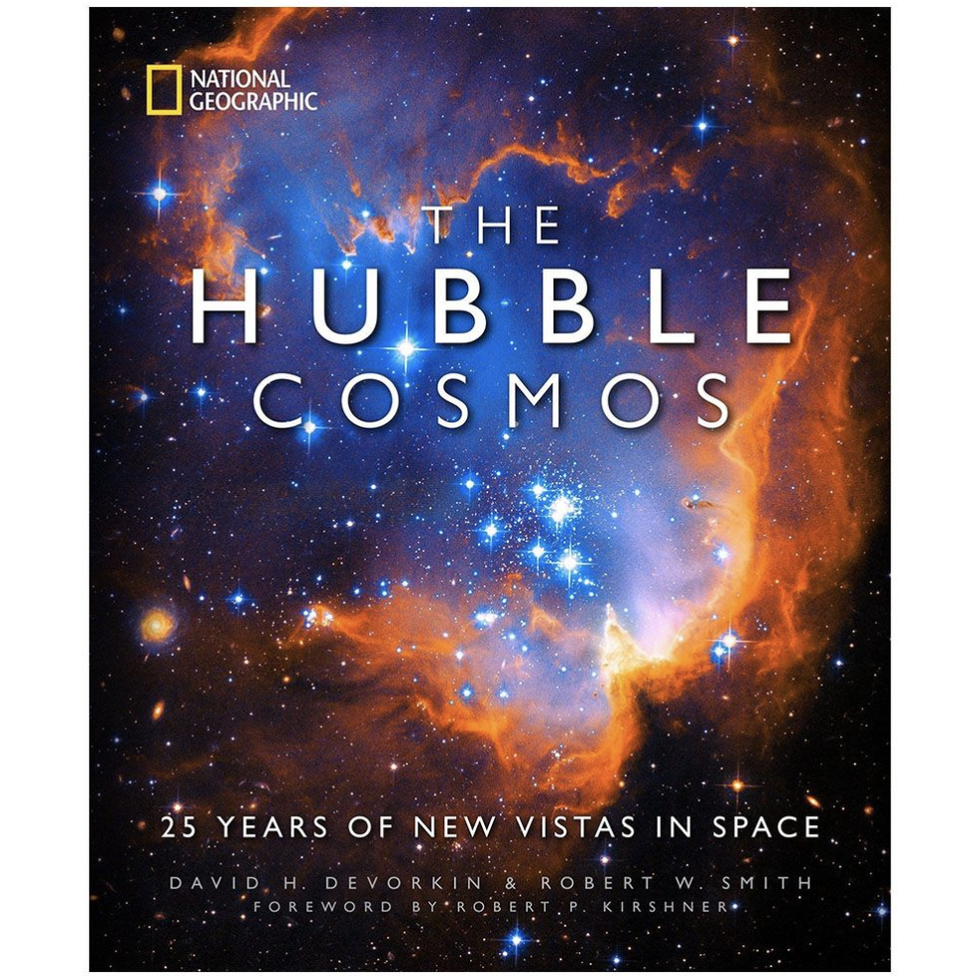 NATIONAL
GEOGRAPHIC
THE
HUBBLE
COSMOS
25 YEARS OF NEW VISTAS IN SPACE
DAVID H. DEVORKIN & ROBERT W. SMITH
FOREWORD BY ROBERT P. KIRSHNER